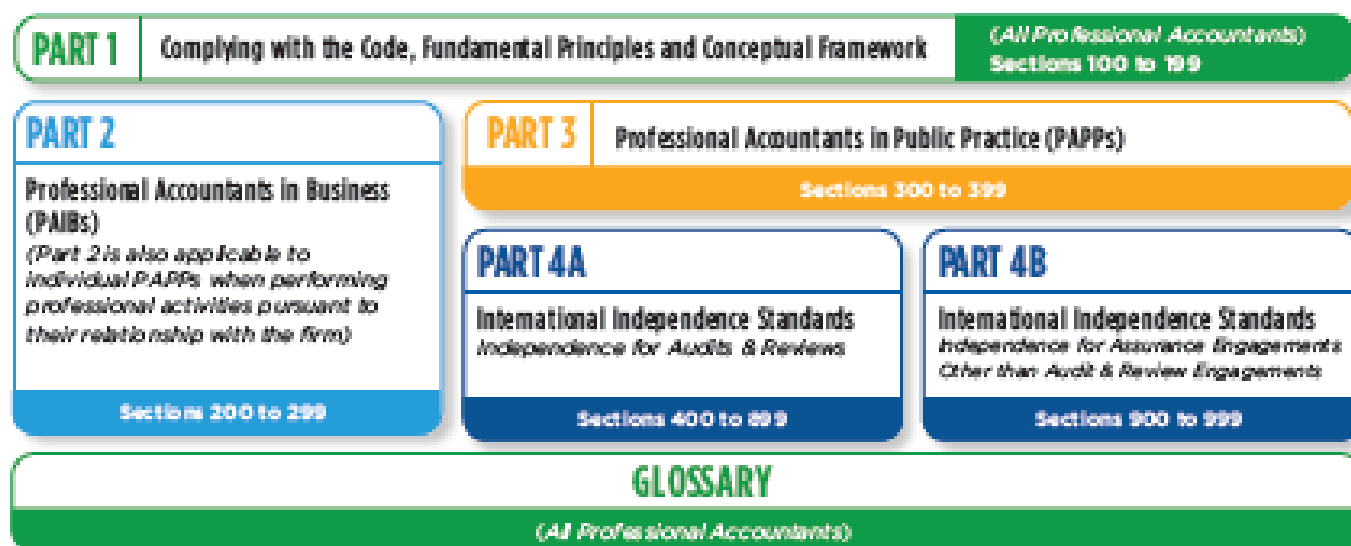 PART 1
Complying with the Code, Fundamental Principles and Conceptual Framework
(All Professional Accountants)
Sections 100 to 199
PART 2
Professional Accountants in Business
(PAIBs)
(Part 2 is also applicable to
individual PAPPs when performing
professional activities pursuant to
their relationship with the firm)
Sections 200 to 299
PART 3
Professional Accountants in Public Practice (PAPPs)
Sections 300 to 399
PART 4A
International Independence Standards
Independence for Audits & Reviews
Sections 400 to 899
PART 4B
International Independence Standards
Independence for Assurance Engagements
Other than Audit & Review Engagements
Sections 900 to 999
GLOSSARY
(All Professional Accountants)